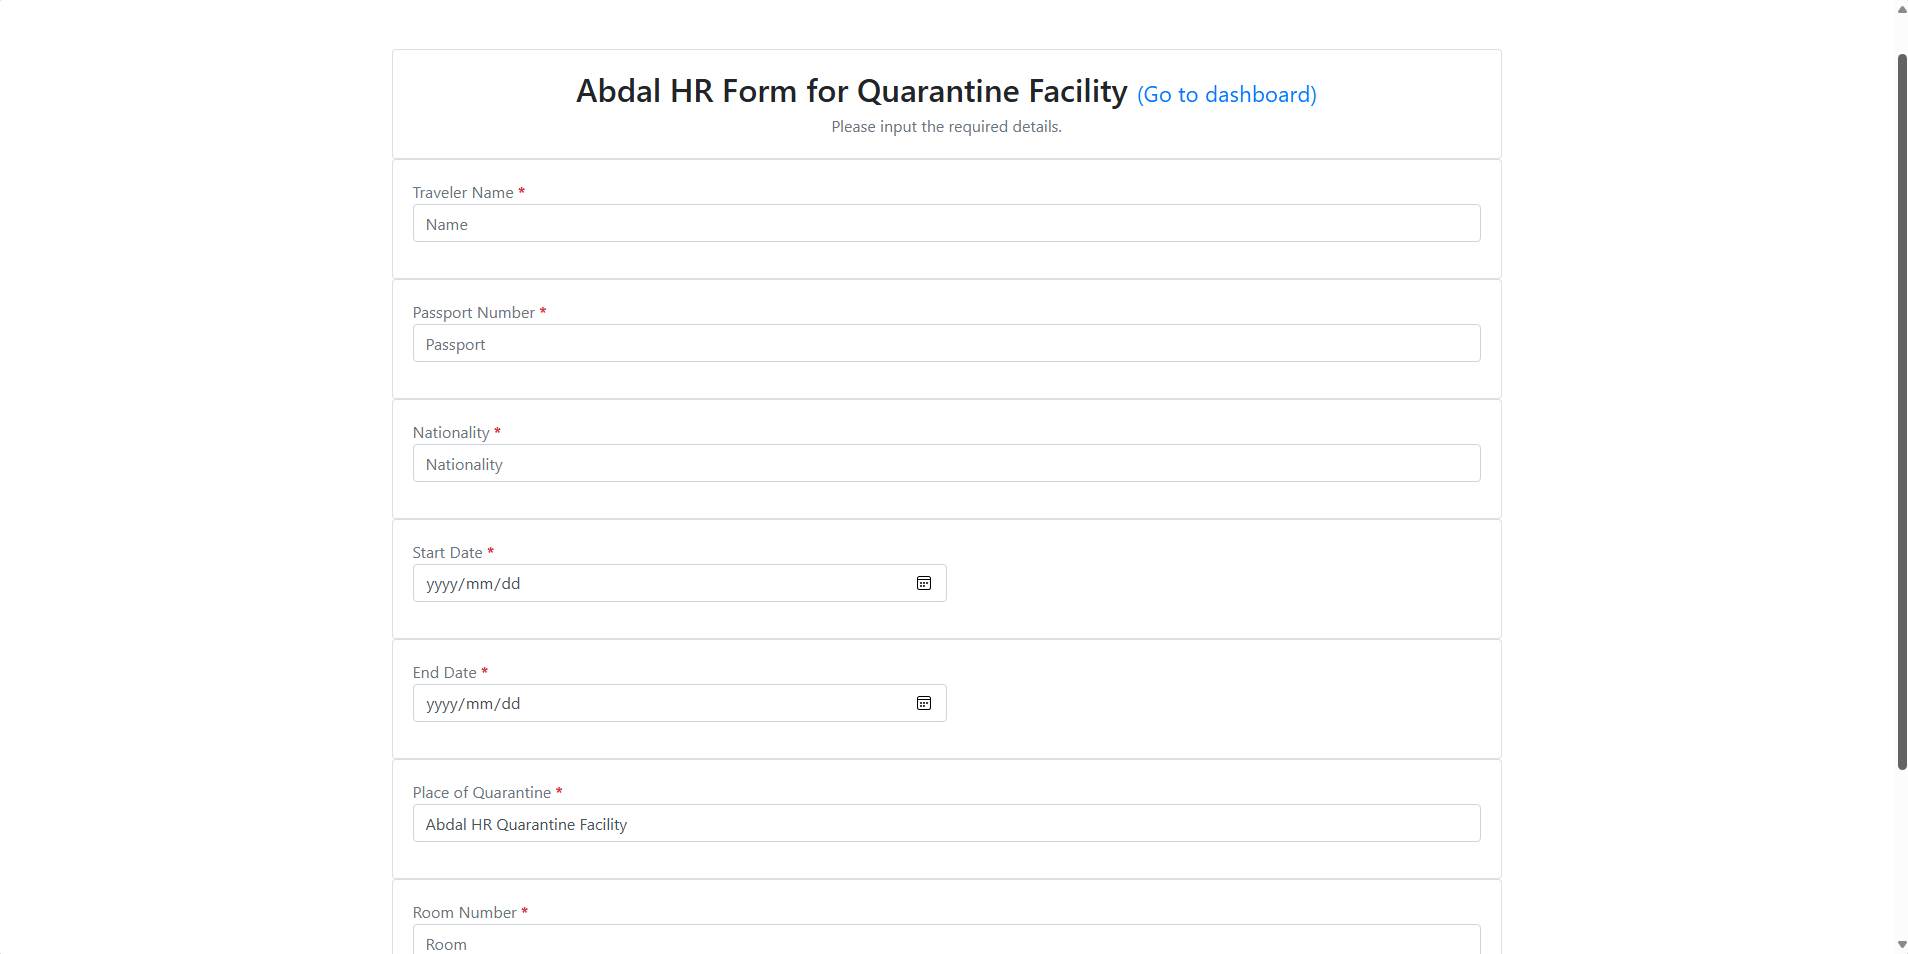 Abdal HR Form for Quarantine Facility (Go to dashboard)
Please input the required details.
Traveler Name *
Name
Passport Number *
Passport
Nationality *
Nationality
Start Date *
yyyy/mm/dd
End Date *
yyyy/mm/dd
Place of Quarantine *
Abdal HR Quarantine Facility
Room Number *
Room